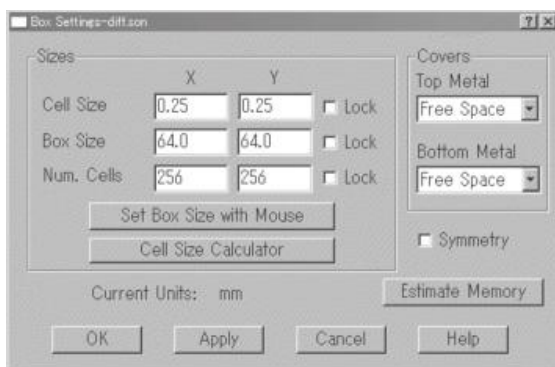 Box Settings-diff.son
Sizes
X Y
Cell Size 0.25 0.25 Lock
Box Size 64.0 64.0 Lock
Num. Cells 256 256 Lock
Set Box Size with Mouse
Cell Size Calculator
Covers
Top Metal
Free Space
Bottom Metal
Free Space
Symmetry
Current Units: mm
Estimate Memory
OK Apply Cancel Help